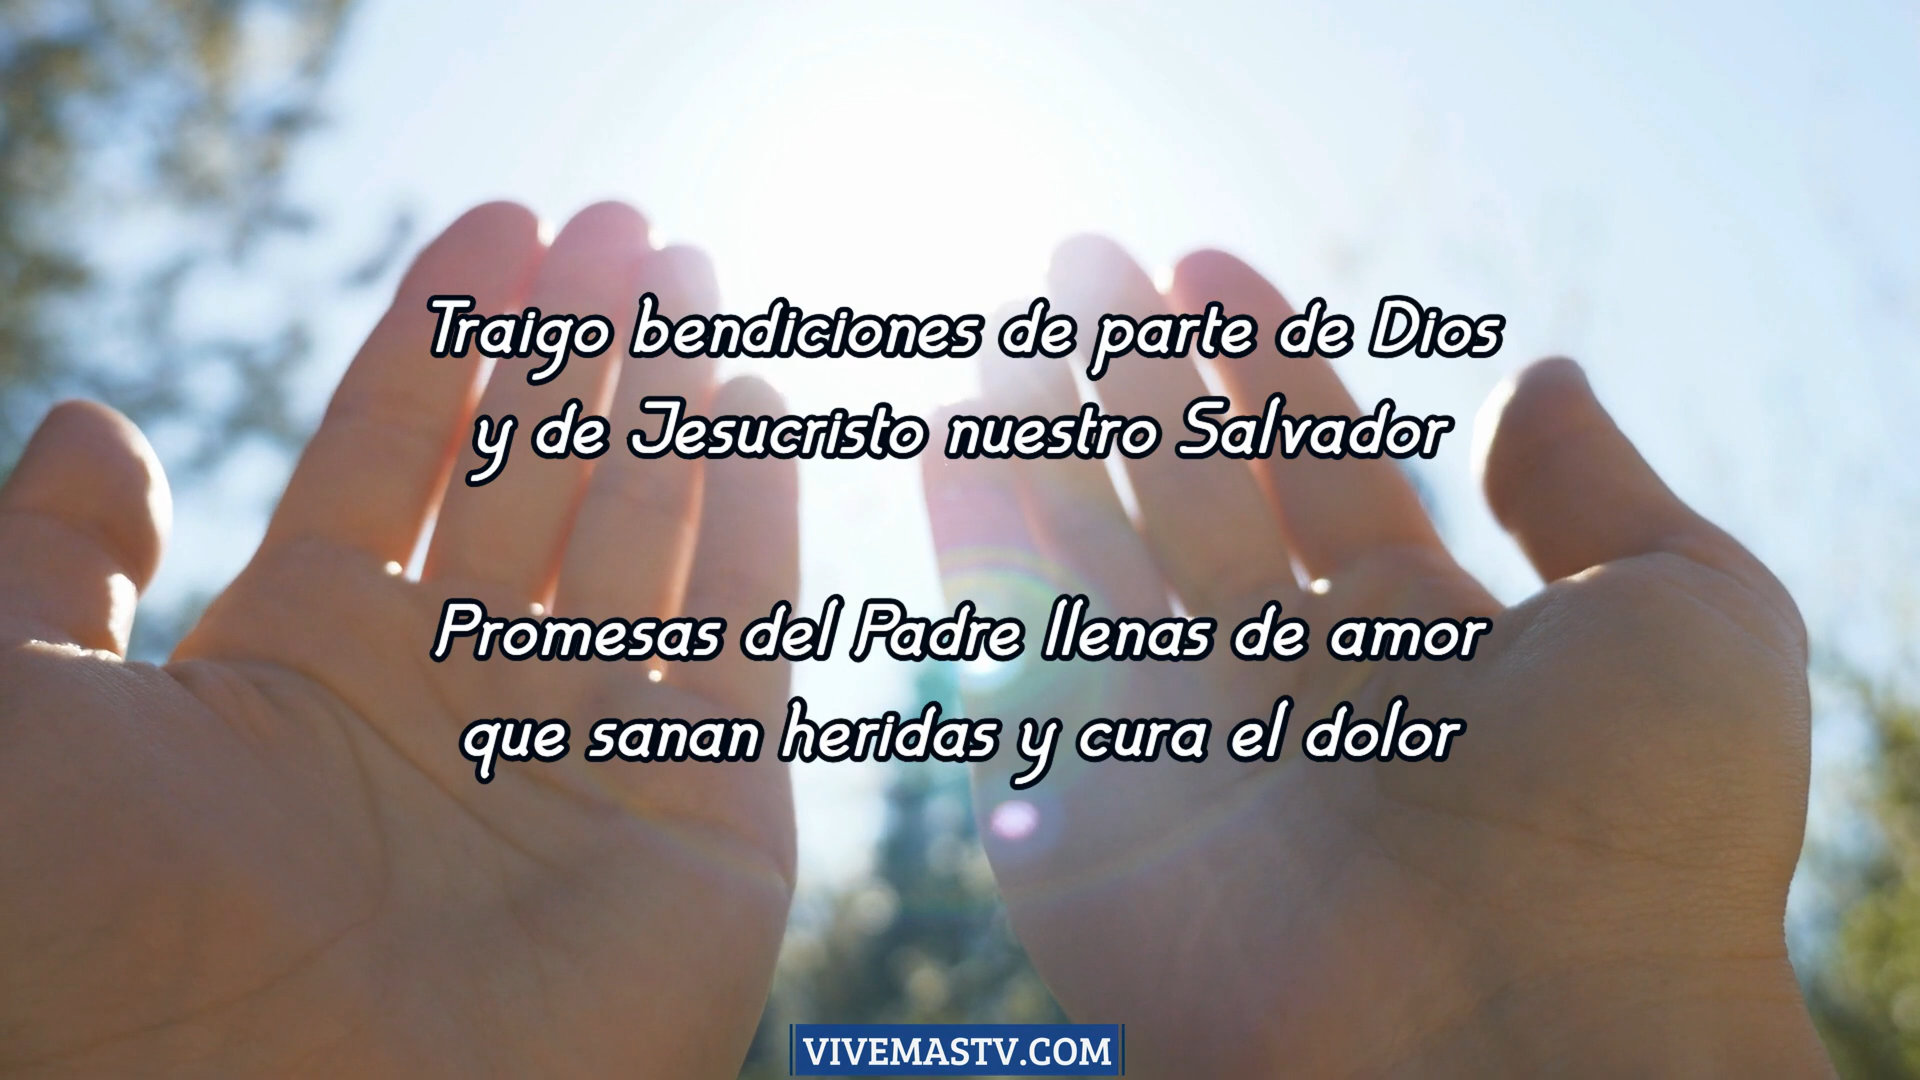 Traigo bendiciones de parte de Dios
y de Jesucristo nuestro Salvador
Promesas del Padre llenas de amor
que sanan heridas y cura el dolor
VIVEMASTV.COM